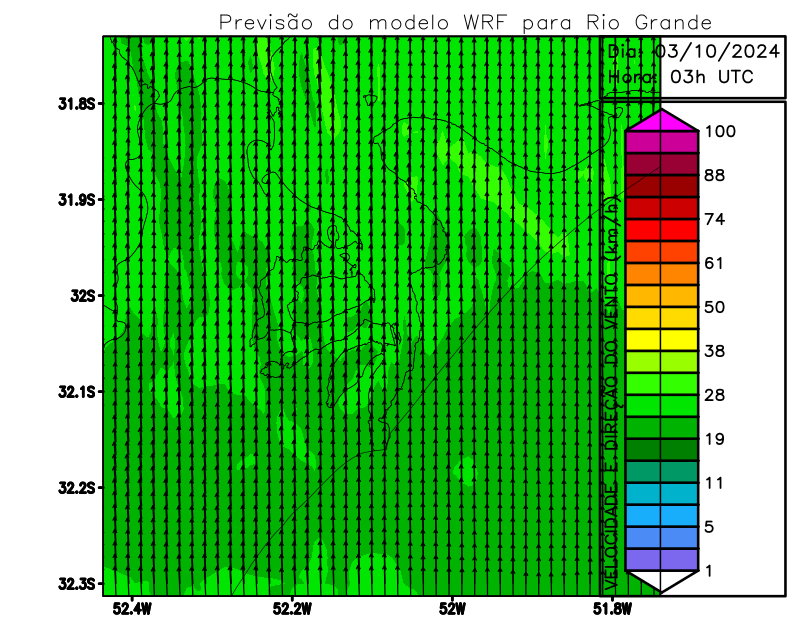 Previsão do modelo WRF para Rio Grande
Dia: 03/10/2024
Hora: 03h UTC
31.8S
31.9S
32S
32.1S
32.2S
32.3S
52.4W
52.2W
52W
51.8W
VELOCIDADE E DIREÇÃO DO VENTO (km/h)
100
88
74
61
50
38
28
19
11
5
1